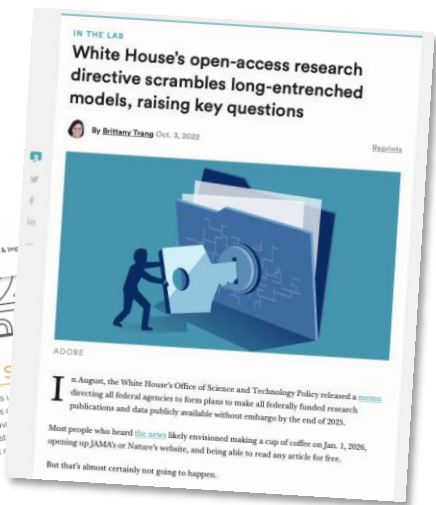 IN THE LAB
White House's open-access research
directive scrambles long-entrenched
models, raising key questions
By Brittany Trang Oct. 3, 2022
Reprints
ADOBE
In August, the White House's Office of Science and Technology Policy released a memo
directing all federal agencies to form plans to make all federally funded research
publications and data publicly available without embargo by the end of 2025.
Most people who heard the news likely envisioned making a cup of coffee on Jan. 1, 2026,
opening up JAMA's or Nature's website, and being able to read any article for free.
But that's almost certainly not going to happen.